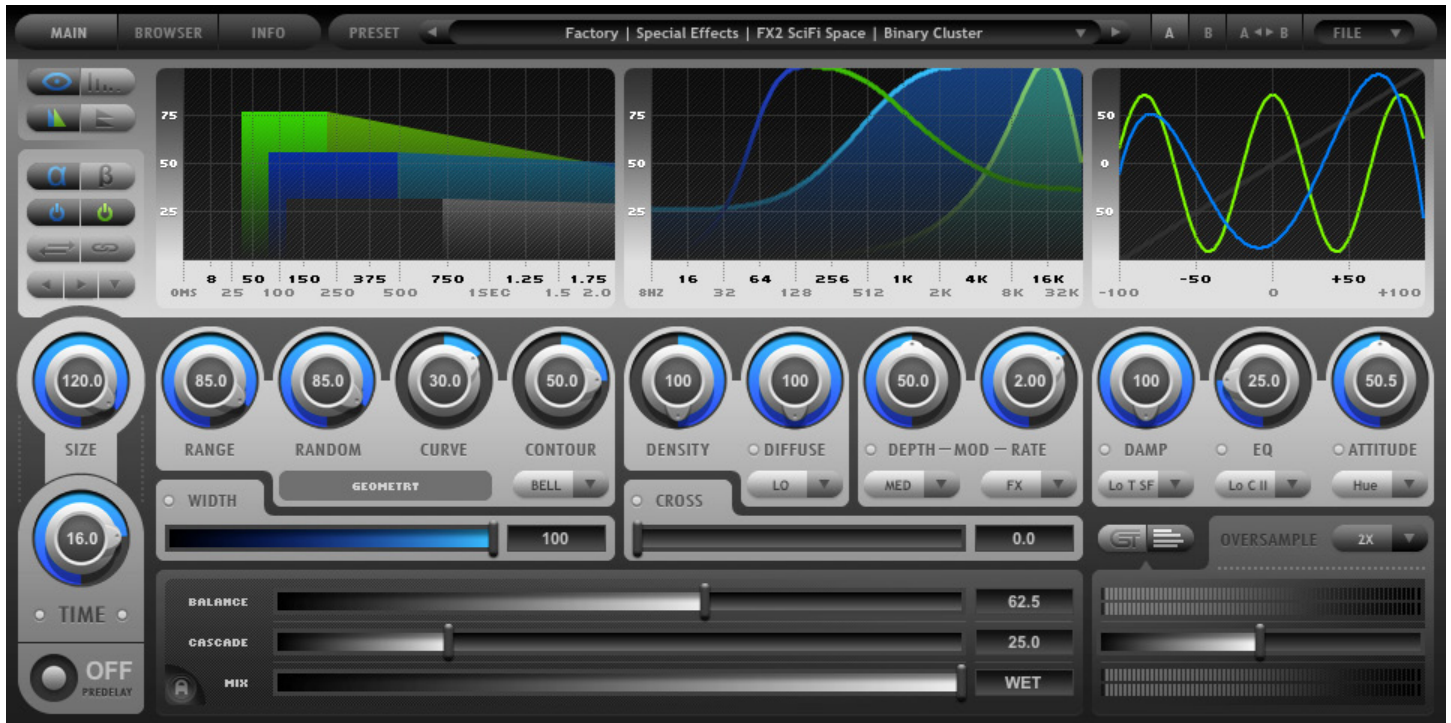 MAIN BROWSER INFO PRESET Factory | Special Effects | FX2 SciFi Space | Binary Cluster A B A B FILE
75 75 50
50 50 0
25 25 50
α β
8 50 150 375 750 1.25 1.75 16 64 256 1K 4K 16K -50 +50
0MS 25 100 250 500 1SEC 1.5 2.0 8HZ 32 128 512 2K 8K 32K -100 0 +100
120.0 85.0 85.0 30.0 50.0 100 100 50.0 2.00 100 25.0 50.5
SIZE RANGE RANDOM CURVE CONTOUR DENSITY DIFFUSE DEPTH — MOD — RATE DAMP EQ ATTITUDE
GEOMETRY BELL LO MED FX Lo T SF Lo C II Hue
WIDTH CROSS
16.0 100 0.0 OVERSAMPLE 2X
TIME BALANCE 62.5
CASCADE 25.0
OFF
PREDELAY MIX WET